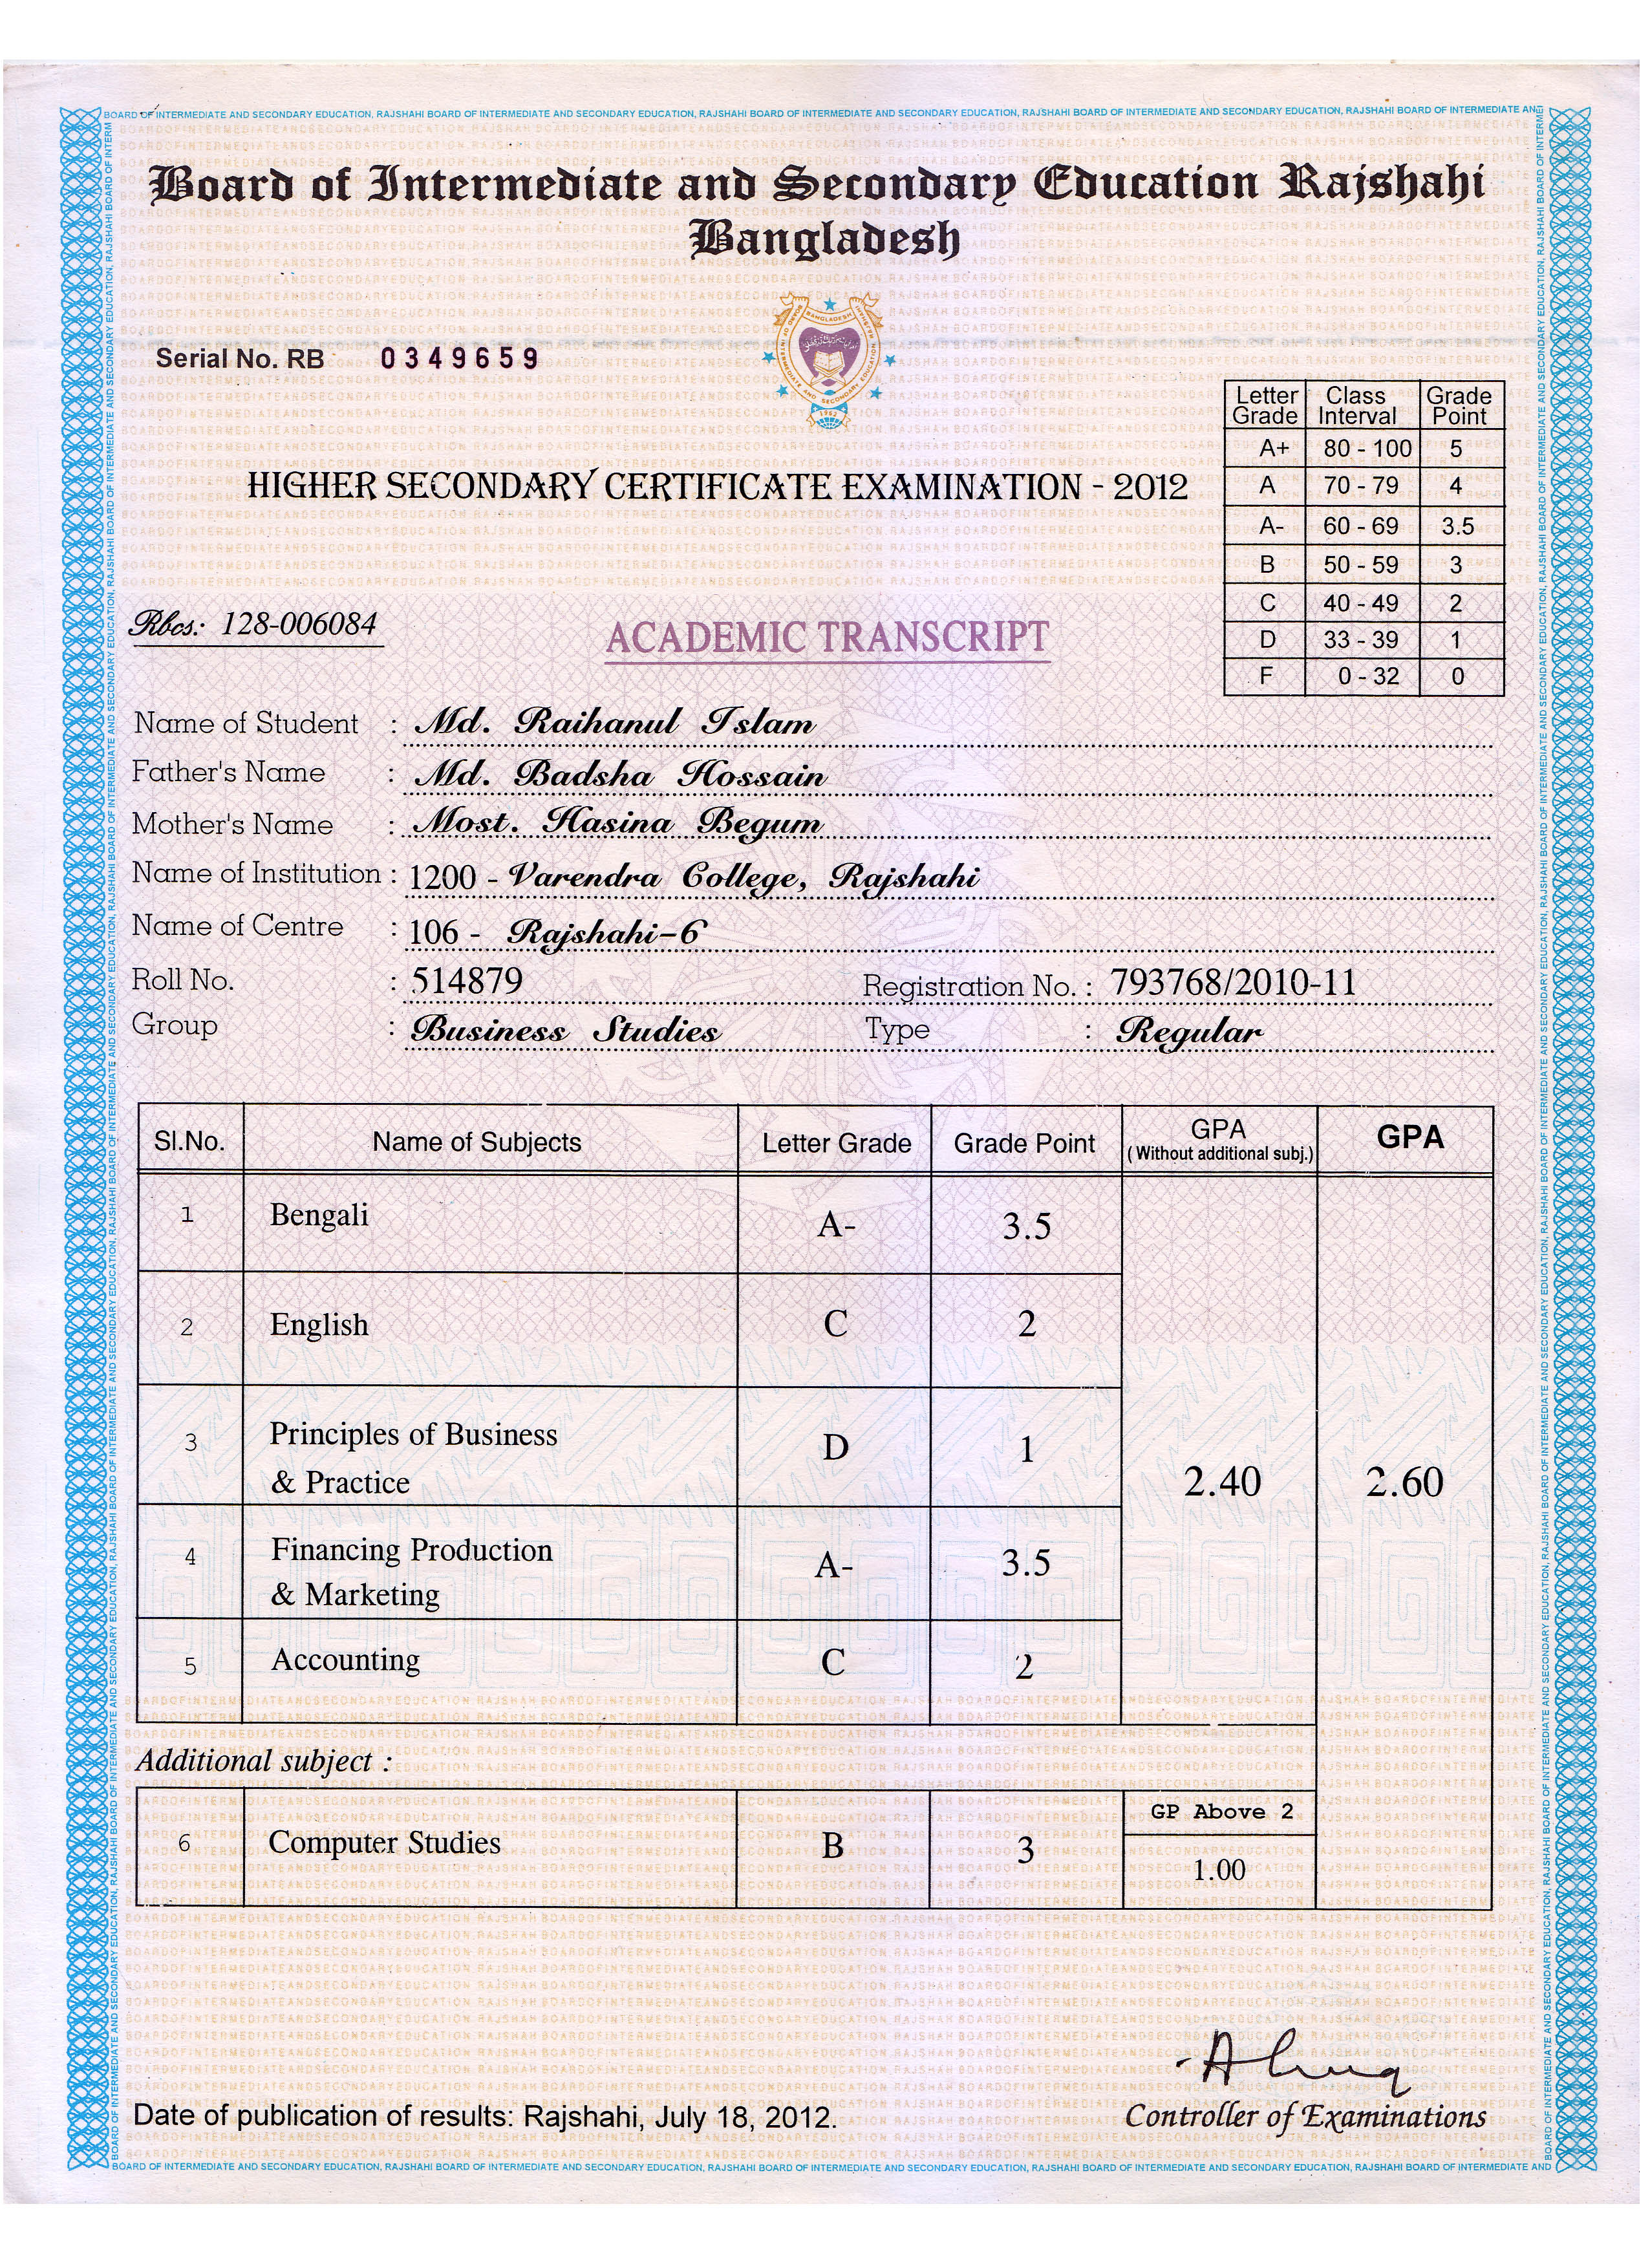 BOARD OF INTERMEDIATE AND SECONDARY EDUCATION, RAJSHAHI BOARD OF INTERMEDIATE AND SECONDARY EDUCATION, RAJSHAHI BOARD OF INTERMEDIATE AND SECONDARY EDUCATION, RAJSHAHI BOARD OF INTERMEDIATE AND SECONDARY EDUCATION, RAJSHAHI BOARD OF INTERMEDIATE AND
Board of Intermediate and Secondary Education Rajshahi
Bangladesh
Serial No. RB 0349659
HIGHER SECONDARY CERTIFICATE EXAMINATION - 2012
Letter Grade Class Interval Grade Point
A+ 80 - 100 5
A 70 - 79 4
A- 60 - 69 3.5
B 50 - 59 3
C 40 - 49 2
D 33 - 39 1
F 0 - 32 0
Rbcs: 128-006084
ACADEMIC TRANSCRIPT
Name of Student : Md. Raihanul Islam
Father's Name : Md. Badsha Hossain
Mother's Name : Most. Hasina Begum
Name of Institution : 1200 - Varendra College, Rajshahi
Name of Centre : 106 - Rajshahi-6
Roll No. : 514879 Registration No. : 793768/2010-11
Group : Business Studies Type : Regular
Sl.No. Name of Subjects Letter Grade Grade Point GPA (Without additional subj.) GPA
1 Bengali A- 3.5
2 English C 2
3 Principles of Business & Practice D 1
2.40 2.60
4 Financing Production & Marketing A- 3.5
5 Accounting C 2
Additional subject :
6 Computer Studies B 3 GP Above 2
1.00
Date of publication of results: Rajshahi, July 18, 2012.
Controller of Examinations
BOARD OF INTERMEDIATE AND SECONDARY EDUCATION, RAJSHAHI BOARD OF INTERMEDIATE AND SECONDARY EDUCATION, RAJSHAHI BOARD OF INTERMEDIATE AND SECONDARY EDUCATION, RAJSHAHI BOARD OF INTERMEDIATE AND SECONDARY EDUCATION, RAJSHAHI BOARD OF INTERMEDIATE AND